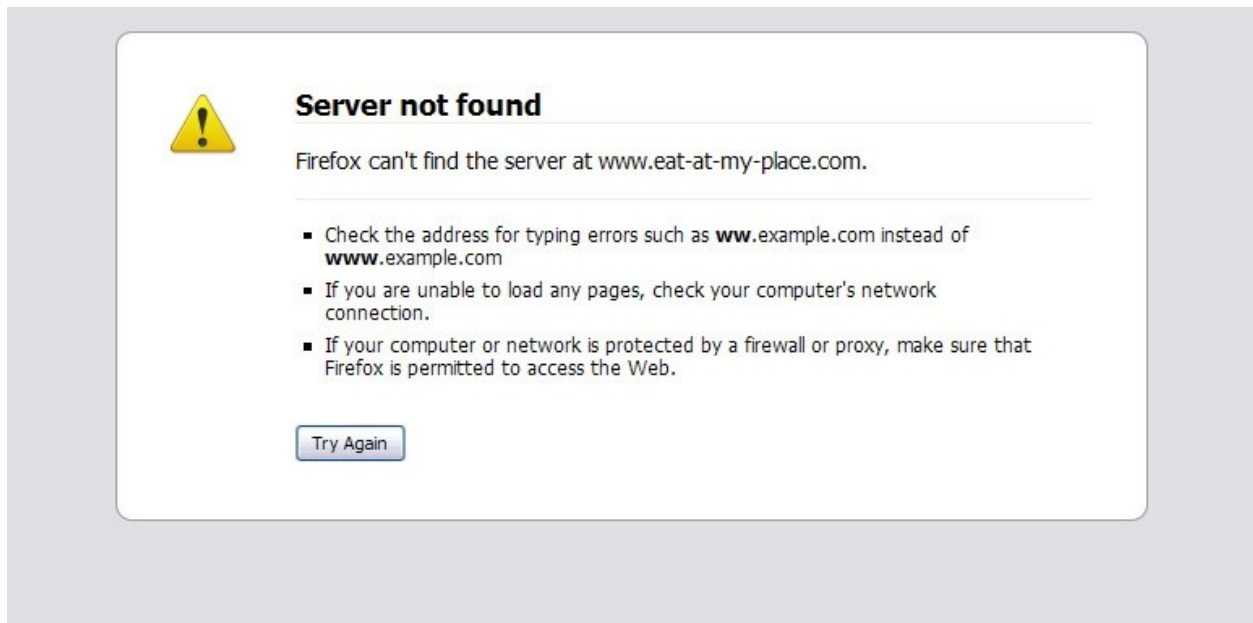 Server not found
Firefox can't find the server at www.eat-at-my-place.com.
Check the address for typing errors such as ww.example.com instead of
www.example.com
If you are unable to load any pages, check your computer's network
connection.
If your computer or network is protected by a firewall or proxy, make sure that
Firefox is permitted to access the Web.
Try Again